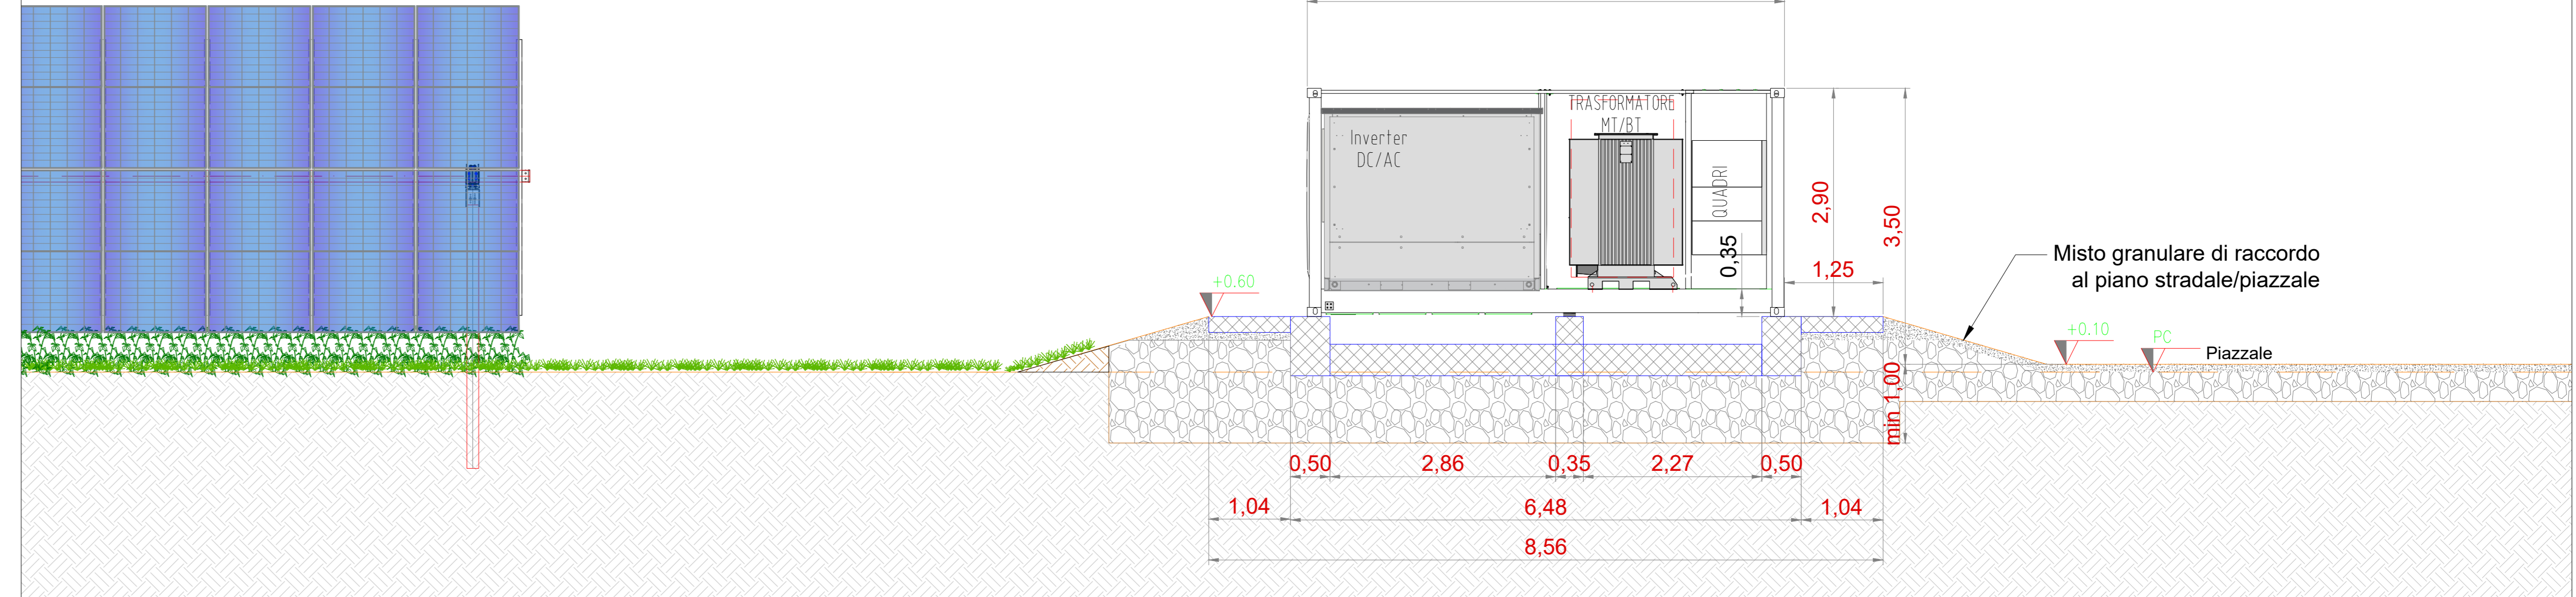 TRASFORMATORE
MT/BT
Inverter
DC/AC
QUADRI
2,90
3,50
0,35
1,25
Misto granulare di raccordo
al piano stradale/piazzale
+0.60
+0.10
PC
Piazzale
min 1,00
0,50
2,86
0,35
2,27
0,50
1,04
6,48
1,04
8,56